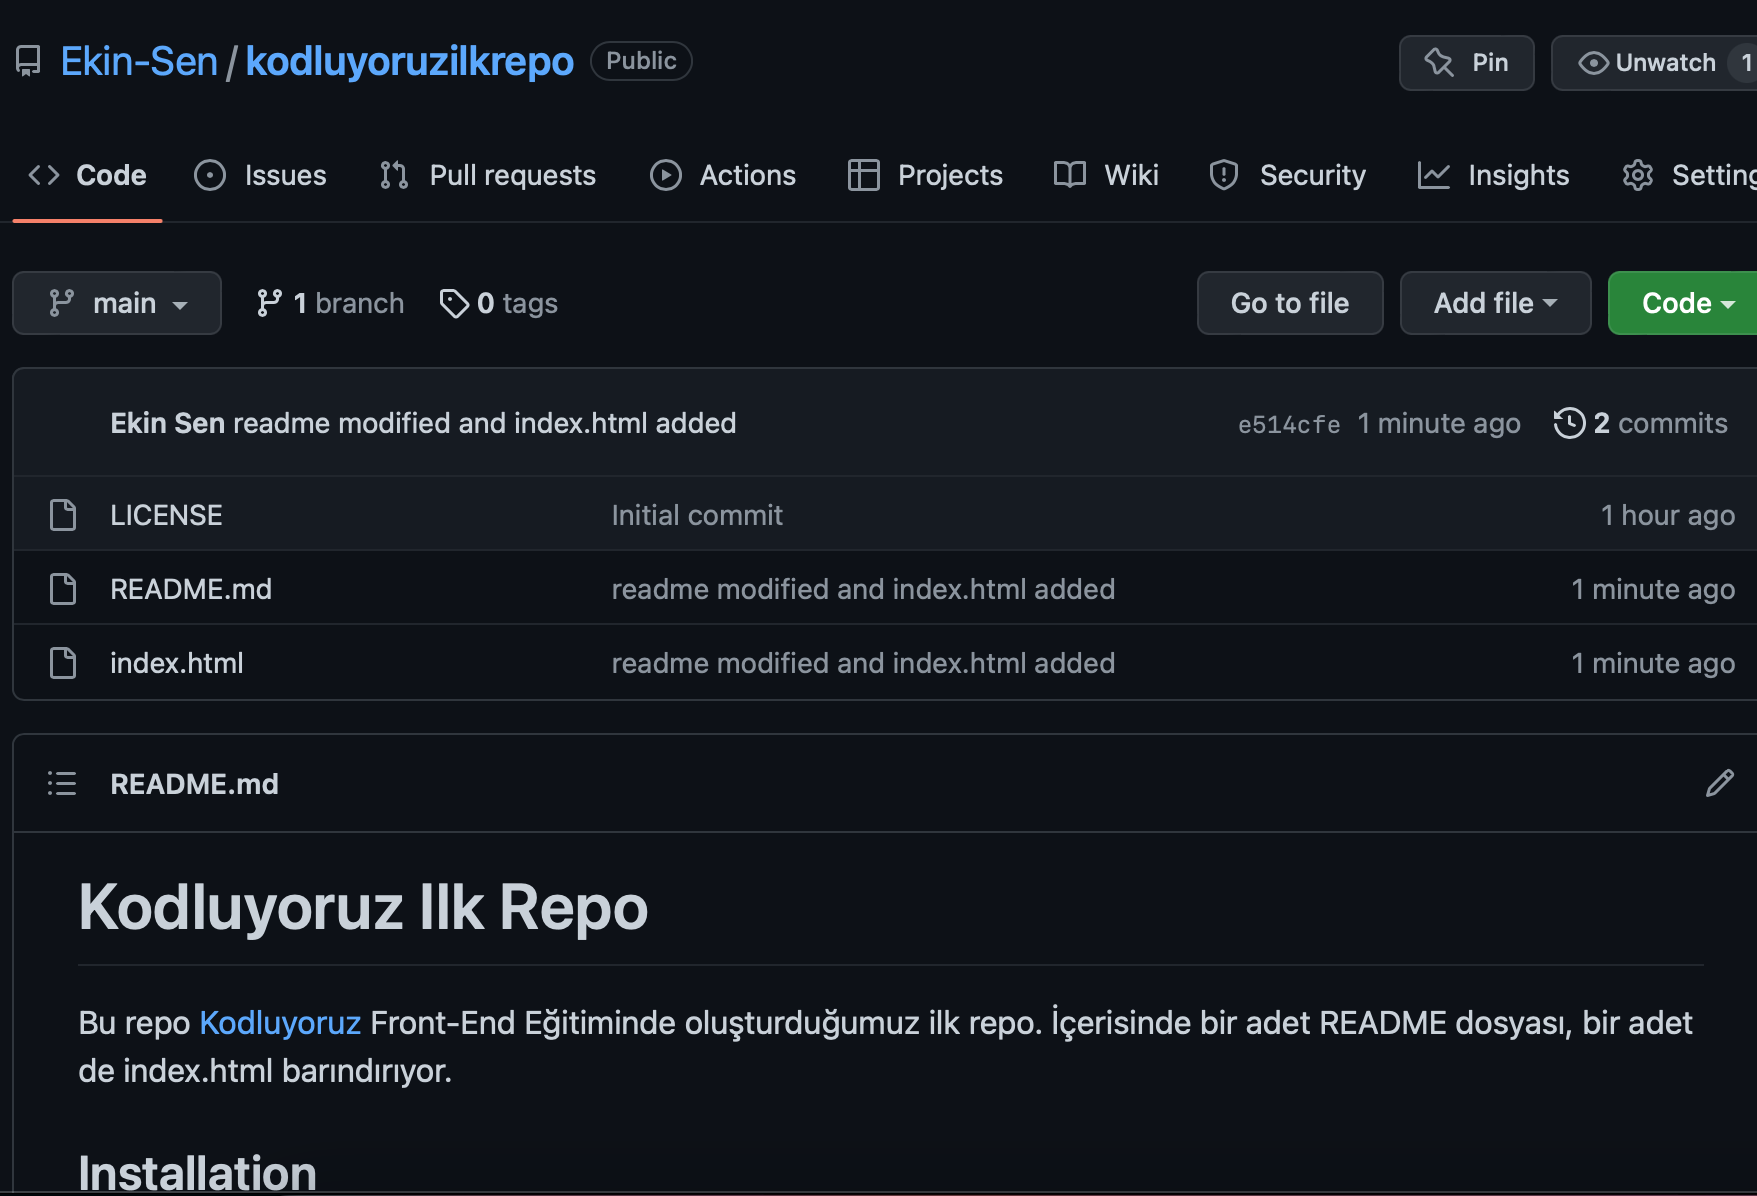 Ekin-Sen / kodluyoruzilkrepo Public Pin Unwatch 1
Code Issues Pull requests Actions Projects Wiki Security Insights Setting
main 1 branch 0 tags Go to file Add file Code
Ekin Sen readme modified and index.html added e514cfe 1 minute ago 2 commits
LICENSE Initial commit 1 hour ago
README.md readme modified and index.html added 1 minute ago
index.html readme modified and index.html added 1 minute ago
README.md
Kodluyoruz Ilk Repo
Bu repo Kodluyoruz Front-End Eğitiminde oluşturduğumuz ilk repo. İçerisinde bir adet README dosyası, bir adet
de index.html barındırıyor.
Installation